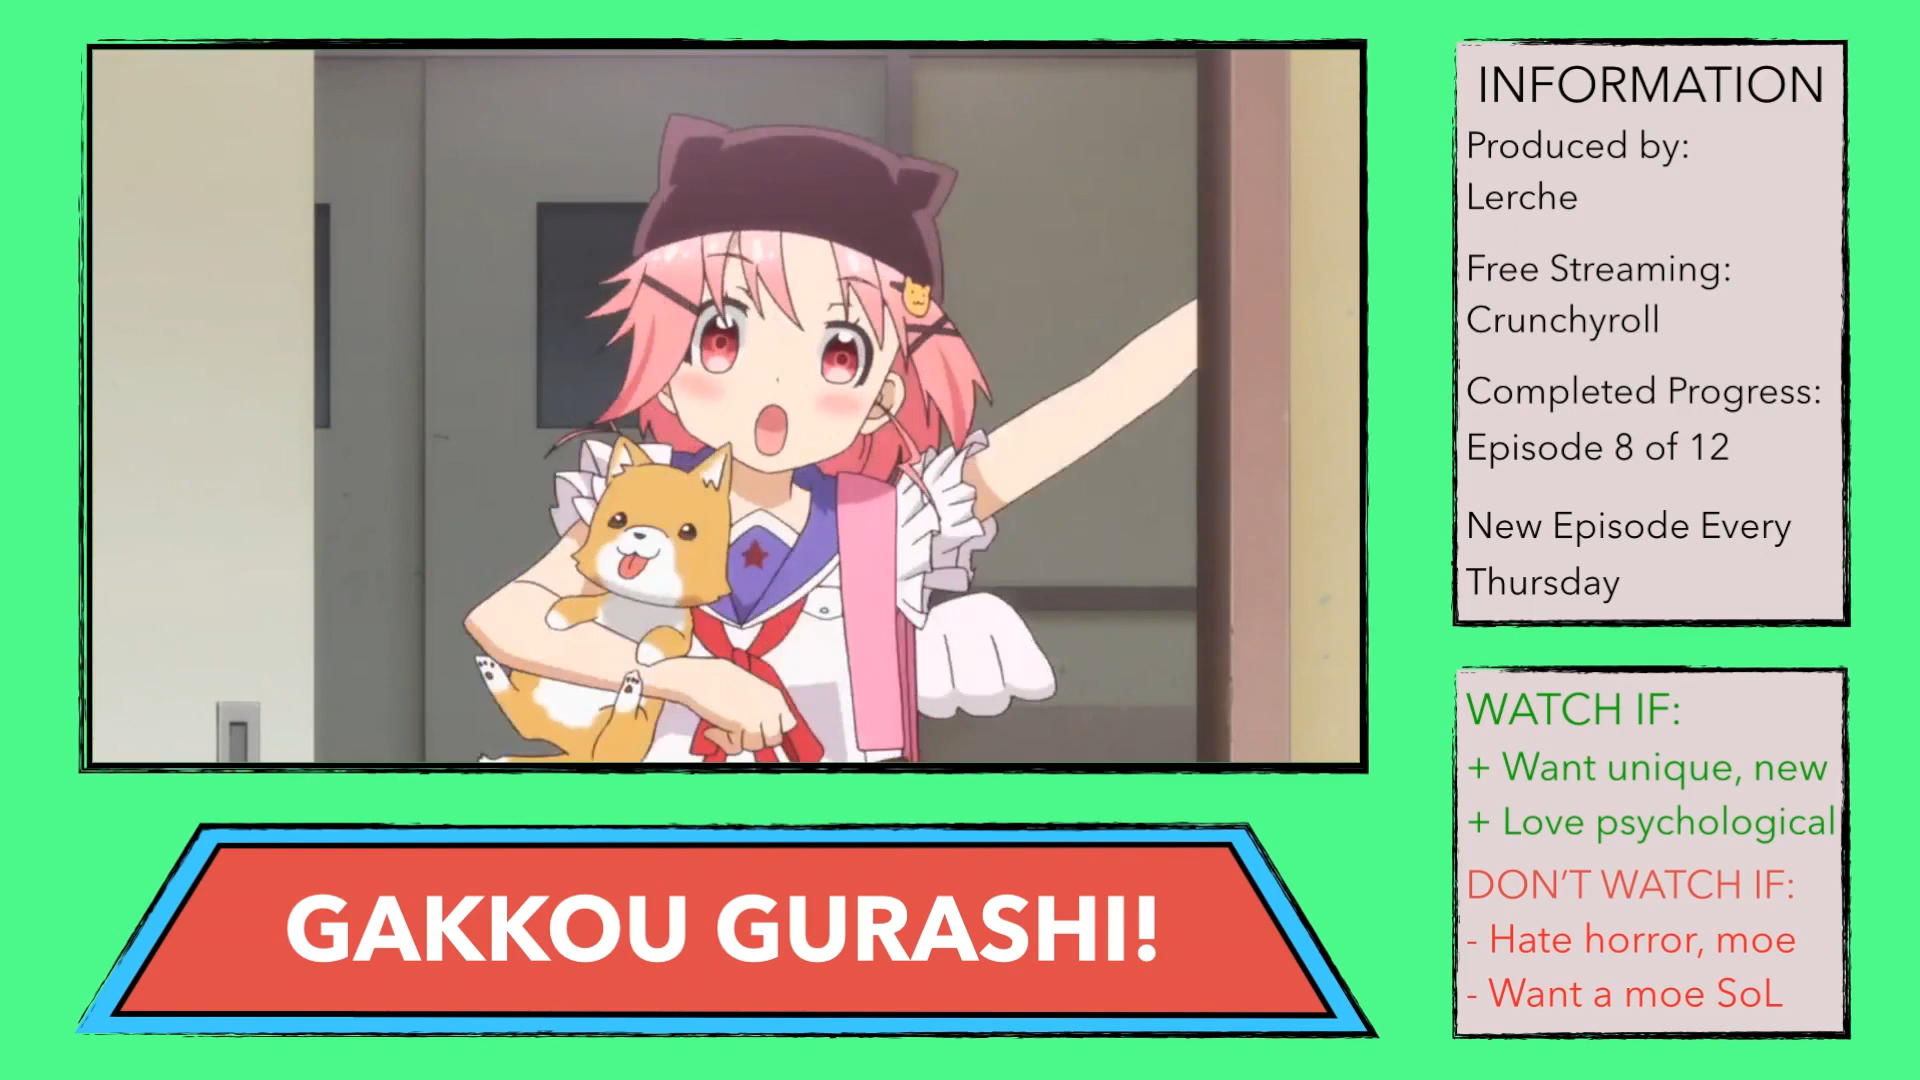 INFORMATION
Produced by:
Lerche
Free Streaming:
Crunchyroll
Completed Progress:
Episode 8 of 12
New Episode Every
Thursday
WATCH IF:
+ Want unique, new
+ Love psychological
DON'T WATCH IF:
- Hate horror, moe
- Want a moe SoL
GAKKOU GURASHI!